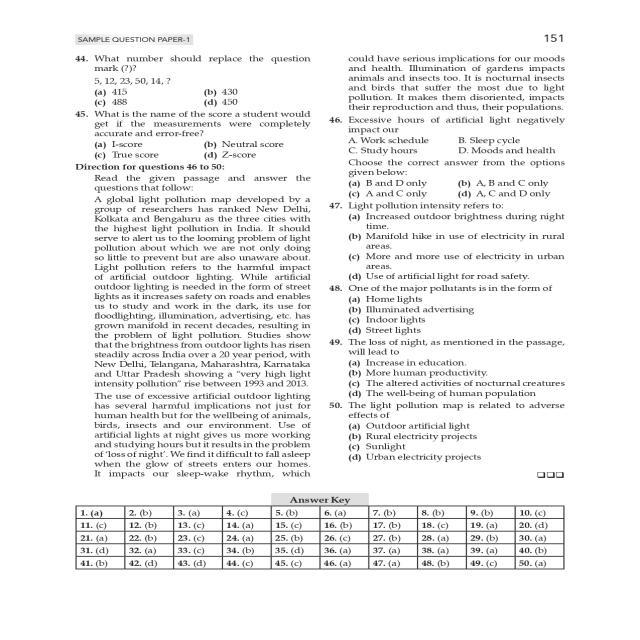 SAMPLE QUESTION PAPER-1
151
44. What number should replace the question
mark (?)?
5, 12, 23, 50, 14, ?
(a) 415 (b) 430
(c) 488 (d) 450
45. What is the name of the score a student would
get if the measurements were completely
accurate and error-free?
(a) I-score (b) Neutral score
(c) True score (d) Z-score
Direction for questions 46 to 50:
Read the given passage and answer the
questions that follow:
A global light pollution map developed by a
group of researchers has ranked New Delhi,
Kolkata and Bengaluru as the three cities with
the highest light pollution in India. It should
serve to alert us to the looming problem of light
pollution about which we are not only doing
so little to prevent but are also unaware about.
Light pollution refers to the harmful impact
of artificial outdoor lighting. While artificial
outdoor lighting is needed in the form of street
lights as it increases safety on roads and enables
us to study and work in the dark, its use for
floodlighting, illumination, advertising, etc. has
grown manifold in recent decades, resulting in
the problem of light pollution. Studies show
that the brightness from outdoor lights has risen
steadily across India over a 20 year period, with
New Delhi, Telangana, Maharashtra, Karnataka
and Uttar Pradesh showing a "very high light
intensity pollution" rise between 1993 and 2013.
The use of excessive artificial outdoor lighting
has several harmful implications not just for
human health but for the wellbeing of animals,
birds, insects and our environment. Use of
artificial lights at night gives us more working
and studying hours but it results in the problem
of 'loss of night'. We find it difficult to fall asleep
when the glow of streets enters our homes.
It impacts our sleep-wake rhythm, which
could have serious implications for our moods
and health. Illumination of gardens impacts
animals and insects too. It is nocturnal insects
and birds that suffer the most due to light
pollution. It makes them disoriented, impacts
their reproduction and thus, their populations.
46. Excessive hours of artificial light negatively
impact our
A. Work schedule B. Sleep cycle
C. Study hours D. Moods and health
Choose the correct answer from the options
given below:
(a) B and D only (b) A, B and C only
(c) A and C only (d) A, C and D only
47. Light pollution intensity refers to:
(a) Increased outdoor brightness during night
time.
(b) Manifold hike in use of electricity in rural
areas.
(c) More and more use of electricity in urban
areas.
(d) Use of artificial light for road safety.
48. One of the major pollutants is in the form of
(a) Home lights
(b) Illuminated advertising
(c) Indoor lights
(d) Street lights
49. The loss of night, as mentioned in the passage,
will lead to
(a) Increase in education.
(b) More human productivity.
(c) The altered activities of nocturnal creatures
(d) The well-being of human population
50. The light pollution map is related to adverse
effects of
(a) Outdoor artificial light
(b) Rural electricity projects
(c) Sunlight
(d) Urban electricity projects
Answer Key
1. (a) 2. (b) 3. (a) 4. (c) 5. (b) 6. (a) 7. (b) 8. (b) 9. (b) 10. (c)
11. (c) 12. (b) 13. (c) 14. (a) 15. (c) 16. (b) 17. (b) 18. (c) 19. (a) 20. (d)
21. (a) 22. (b) 23. (c) 24. (a) 25. (b) 26. (c) 27. (b) 28. (a) 29. (b) 30. (a)
31. (d) 32. (a) 33. (c) 34. (b) 35. (d) 36. (a) 37. (a) 38. (a) 39. (a) 40. (b)
41. (b) 42. (d) 43. (d) 44. (c) 45. (c) 46. (a) 47. (a) 48. (b) 49. (c) 50. (a)